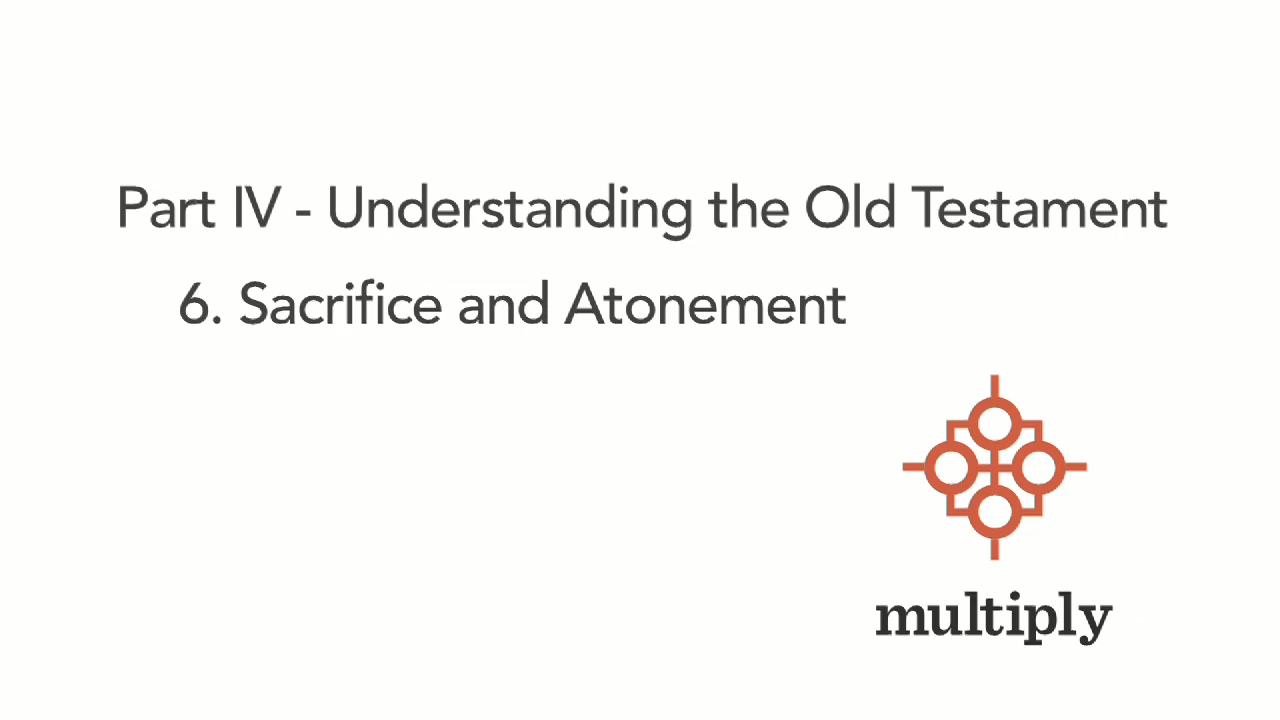 Part IV - Understanding the Old Testament
6. Sacrifice and Atonement
multiply